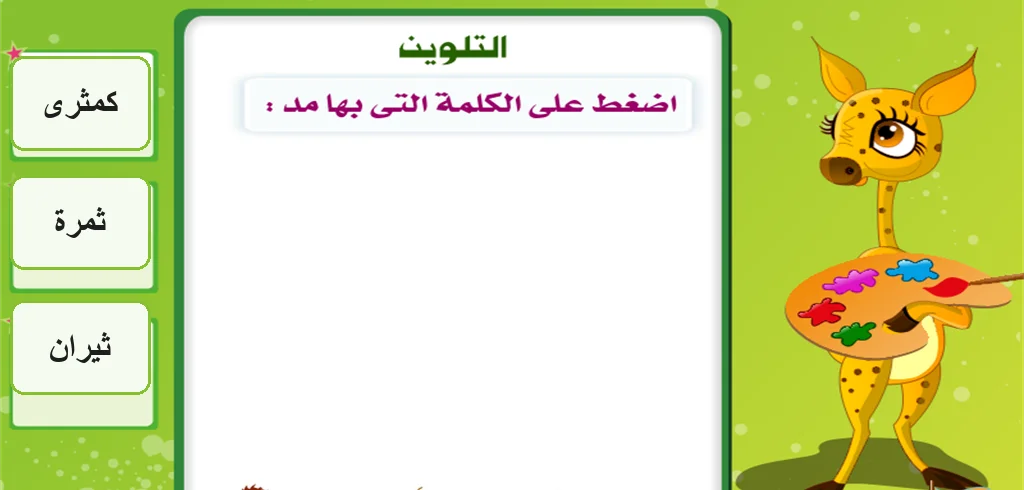 التلوين
اضغط على الكلمة التى بها مد :
كمثرى
ثمرة
ثيران